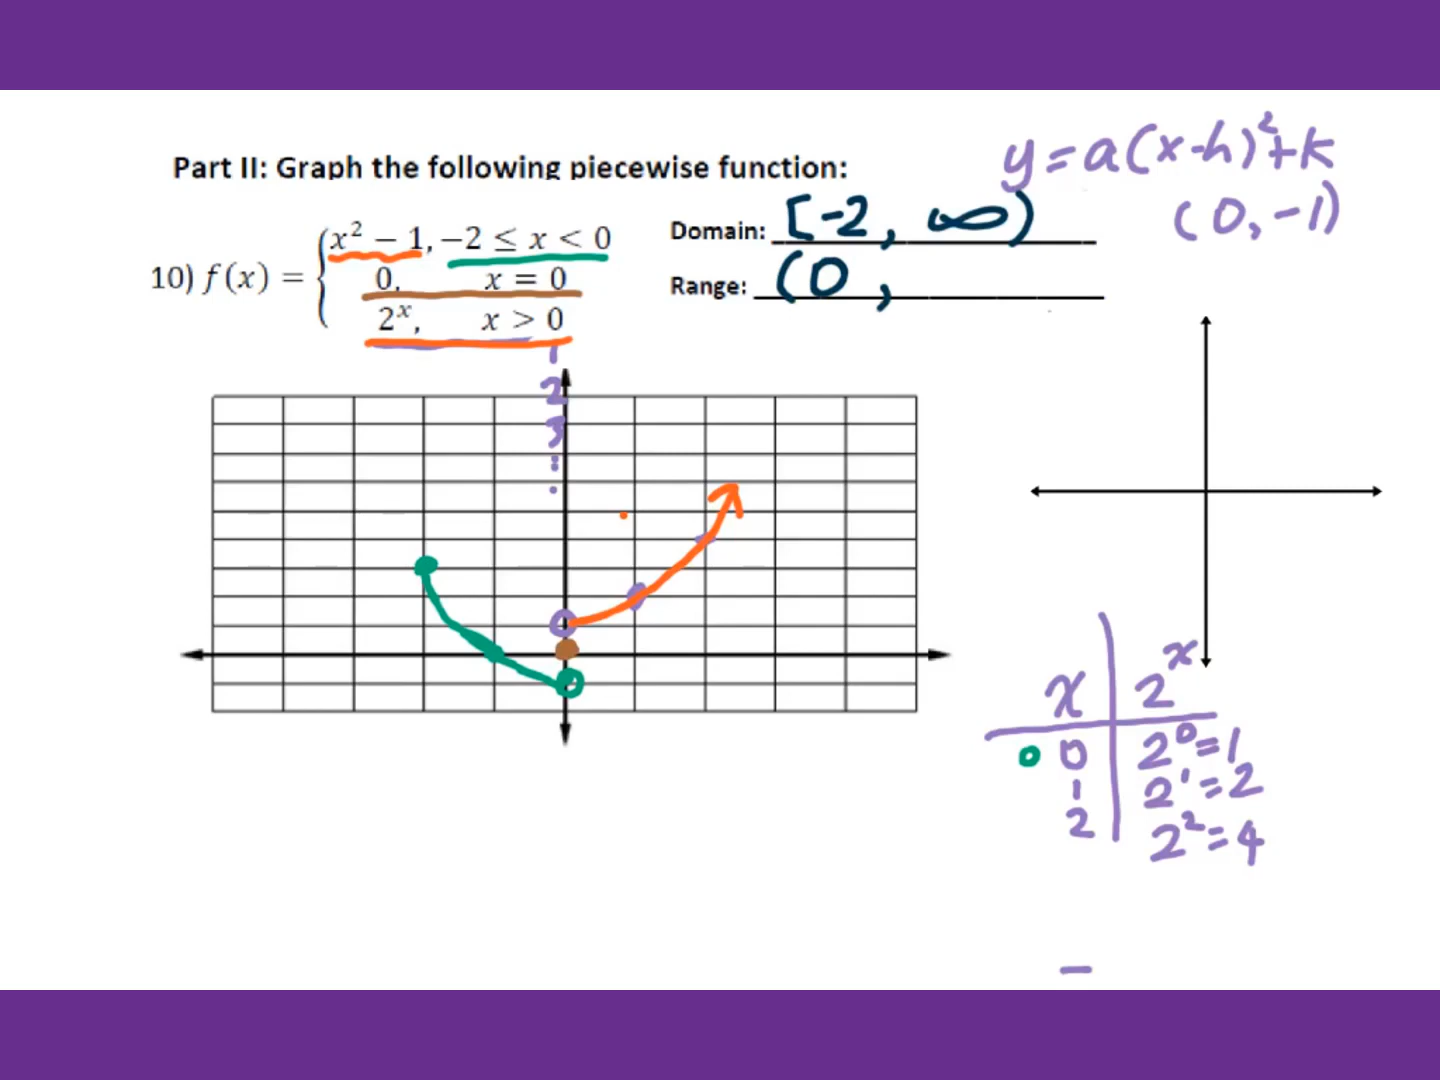 Part II: Graph the following piecewise function:
y = a(x-h)² + k
(0, -1)
10) f(x) = { x² − 1, −2 ≤ x < 0
0, x = 0
2ˣ, x > 0
Domain: [-2, ∞)
Range: (0,
1
2
3
x | 2ˣ
0 0 2⁰=1
1 2¹=2
2 2²=4